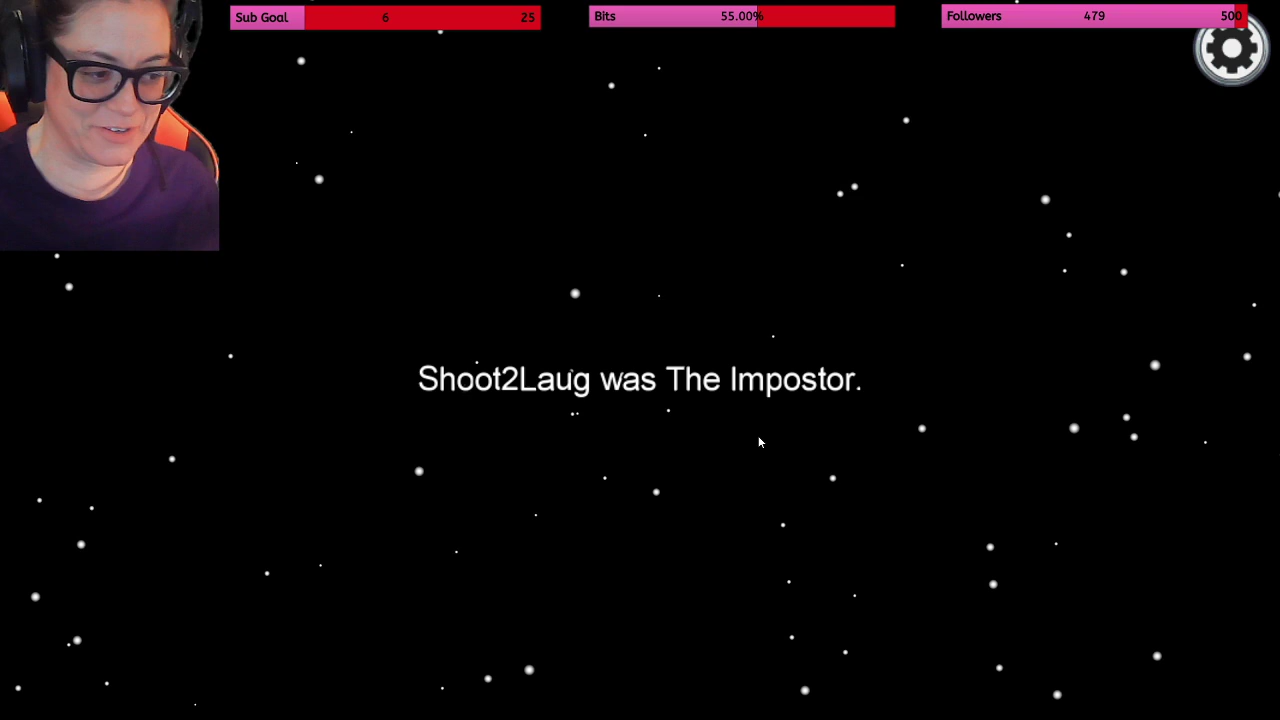 Sub Goal 6 25
Bits 55.00%
Followers 479 500
Shoot2Laug was The Impostor.